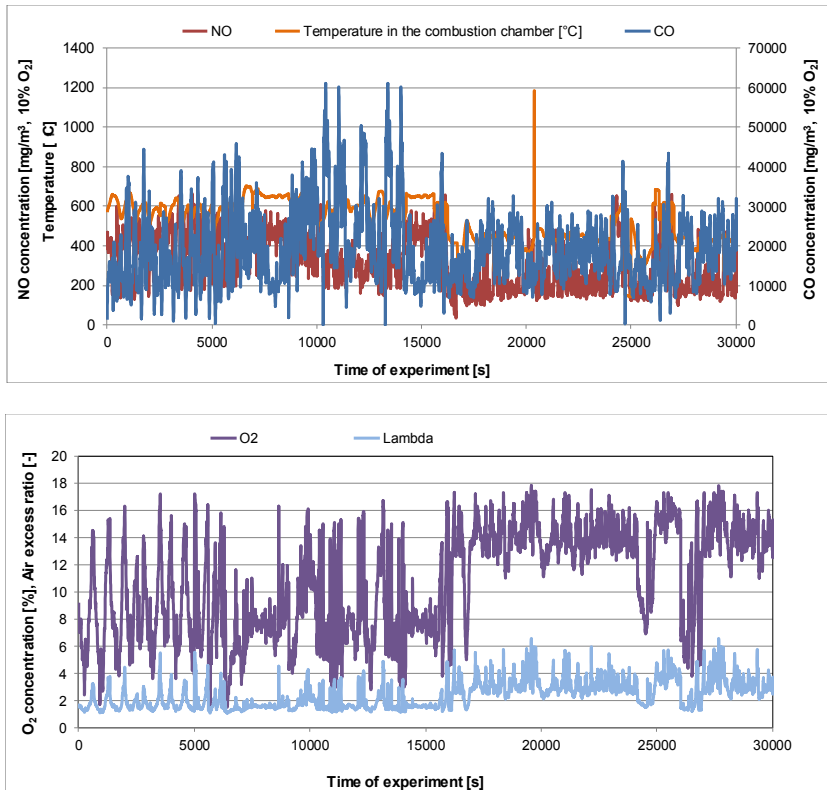 NO Temperature in the combustion chamber [°C] CO
NO concentration [mg/m³, 10% O₂]
Temperature [°C]
1400
1200
1000
800
600
400
200
0
70000
60000
50000
40000
30000
20000
10000
0
CO concentration [mg/m³, 10% O₂]
0 5000 10000 15000 20000 25000 30000
Time of experiment [s]
O2 Lambda
O₂ concentration [%], Air excess ratio [-]
20
18
16
14
12
10
8
6
4
2
0
0 5000 10000 15000 20000 25000 30000
Time of experiment [s]